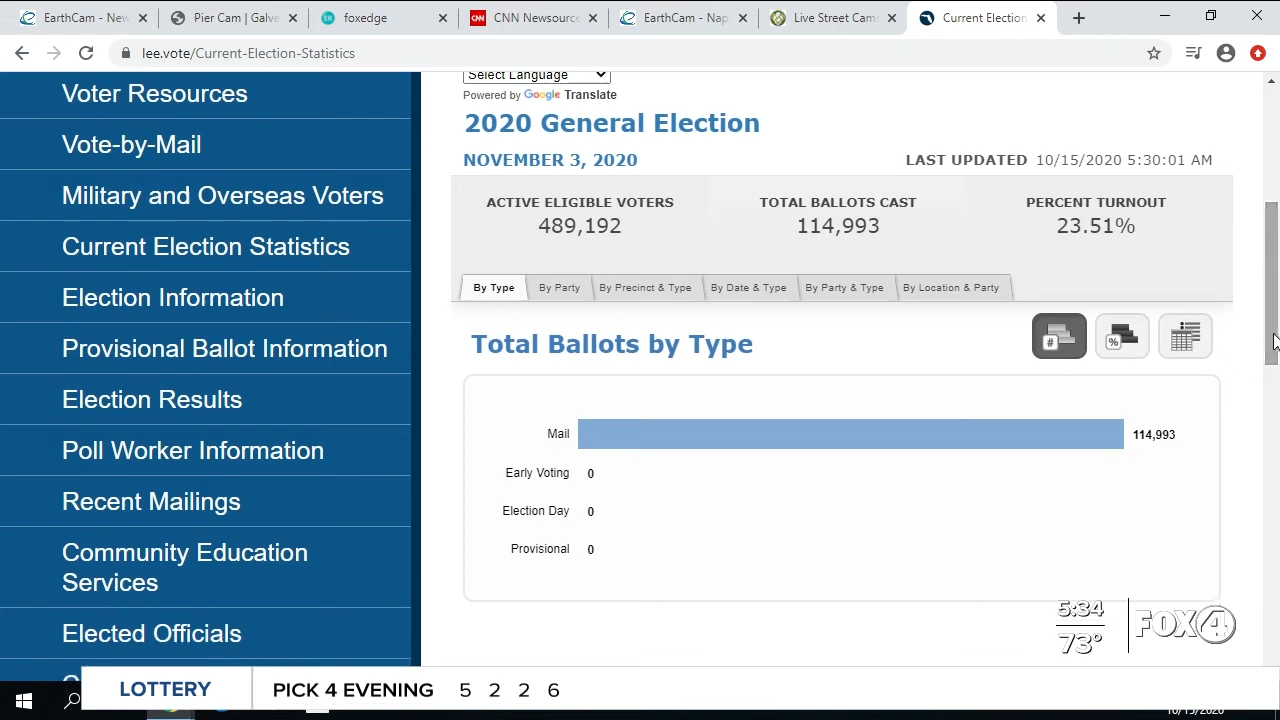 EarthCam - New
Pier Cam | Galve
foxedge
CNN Newsource
EarthCam - Nap
Live Street Cams
Current Election
lee.vote/Current-Election-Statistics
Voter Resources
Vote-by-Mail
Military and Overseas Voters
Current Election Statistics
Election Information
Provisional Ballot Information
Election Results
Poll Worker Information
Recent Mailings
Community Education
Services
Elected Officials
Select Language
Powered by Google Translate
2020 General Election
NOVEMBER 3, 2020
LAST UPDATED 10/15/2020 5:30:01 AM
ACTIVE ELIGIBLE VOTERS
489,192
TOTAL BALLOTS CAST
114,993
PERCENT TURNOUT
23.51%
By Type
By Party
By Precinct & Type
By Date & Type
By Party & Type
By Location & Party
Total Ballots by Type
#
%
Mail 114,993
Early Voting 0
Election Day 0
Provisional 0
5:34
73°
FOX 4
LOTTERY PICK 4 EVENING 5 2 2 6
10/15/2020